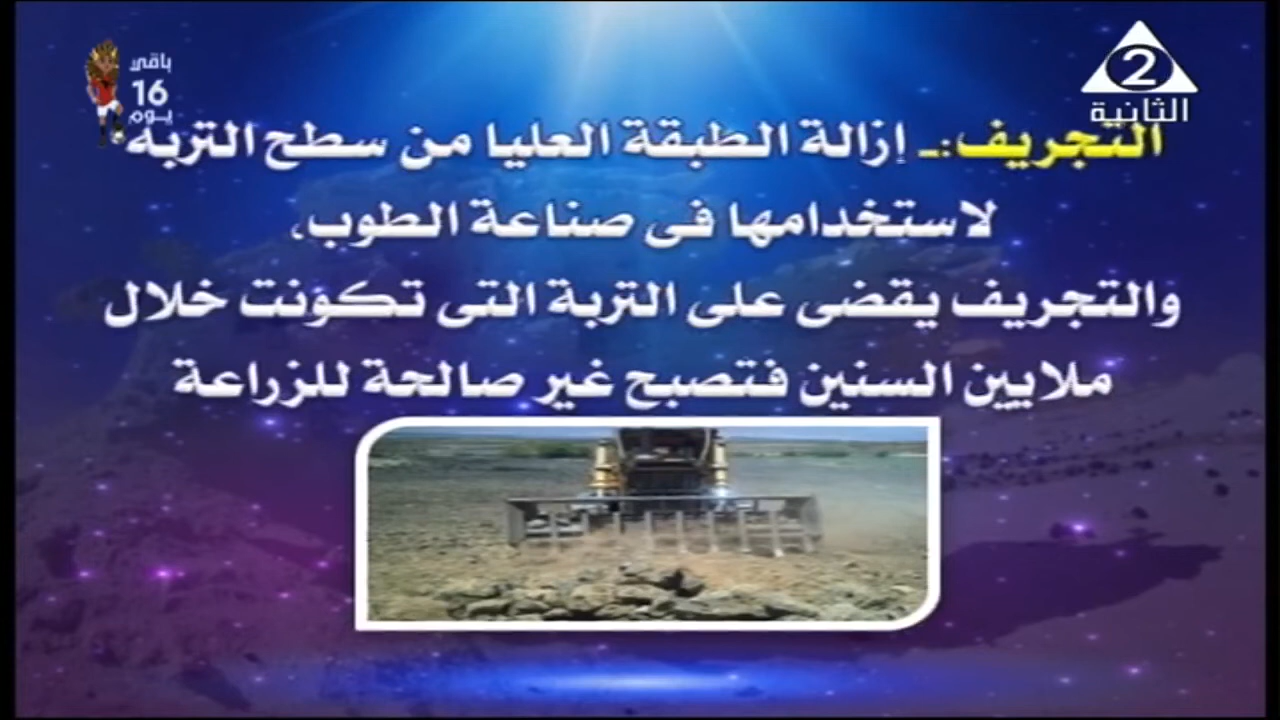 باقي
16
يوم
2
الثانية
التجريف:ـ إزالة الطبقة العليا من سطح التربه
لاستخدامها فى صناعة الطوب،
والتجريف يقضى على التربة التى تكونت خلال
ملايين السنين فتصبح غير صالحة للزراعة